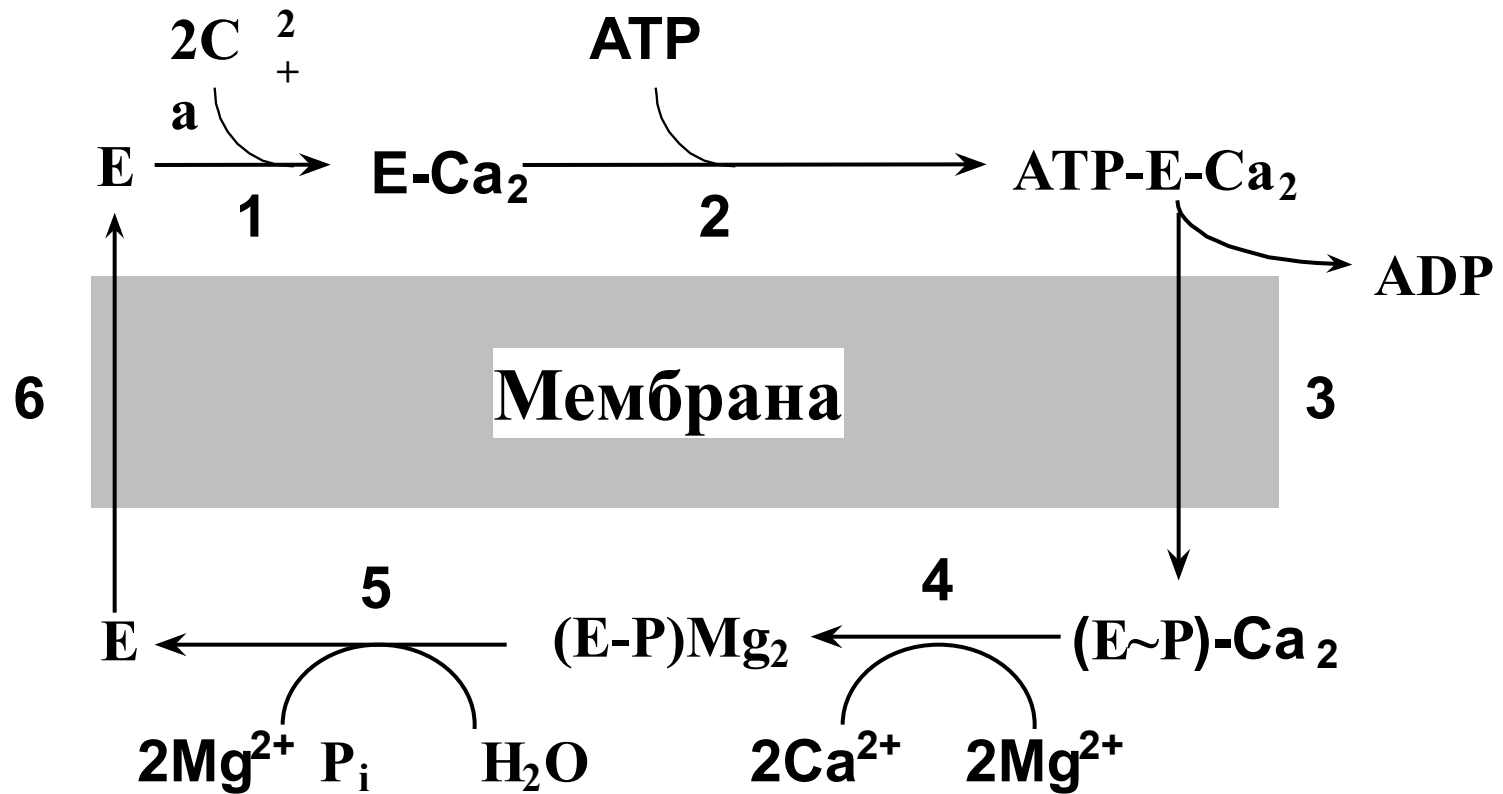 2Ca 2+ ATP
E E-Ca₂ ATP-E-Ca₂
1 2
ADP
6 Мембрана 3
5 4
E (E-P)Mg₂ (E~P)-Ca₂
2Mg²⁺ Pᵢ H₂O 2Ca²⁺ 2Mg²⁺